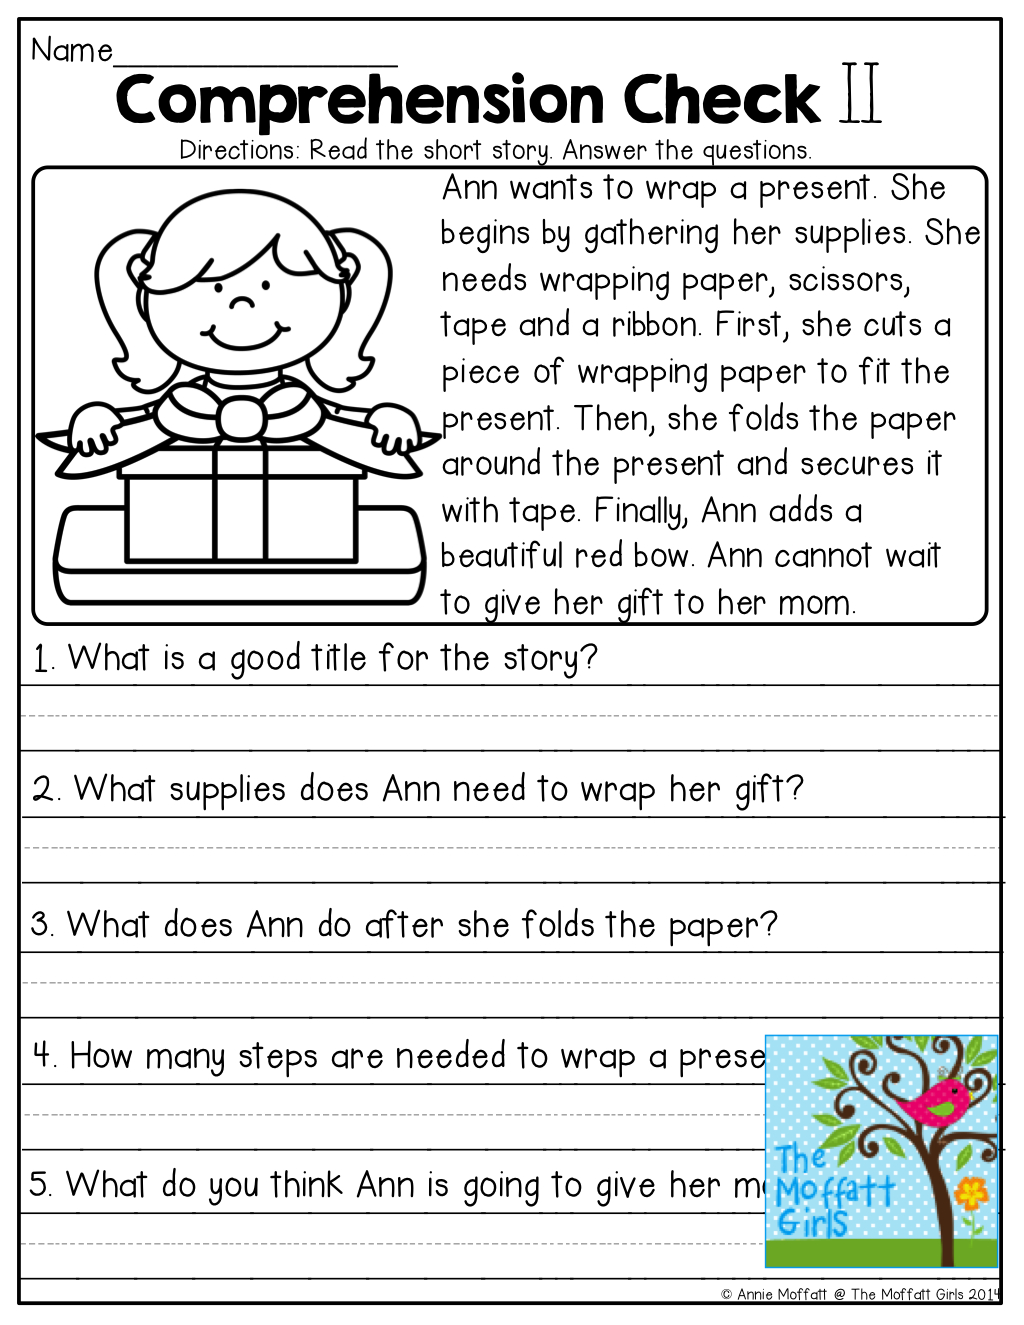 Name___________________
Comprehension Check II
Directions: Read the short story. Answer the questions.
Ann wants to wrap a present. She
begins by gathering her supplies. She
needs wrapping paper, scissors,
tape and a ribbon. First, she cuts a
piece of wrapping paper to fit the
present. Then, she folds the paper
around the present and secures it
with tape. Finally, Ann adds a
beautiful red bow. Ann cannot wait
to give her gift to her mom.
1. What is a good title for the story?
2. What supplies does Ann need to wrap her gift?
3. What does Ann do after she folds the paper?
4. How many steps are needed to wrap a prese
5. What do you think Ann is going to give her m
The
Moffatt
Girls
© Annie Moffatt @ The Moffatt Girls 2014